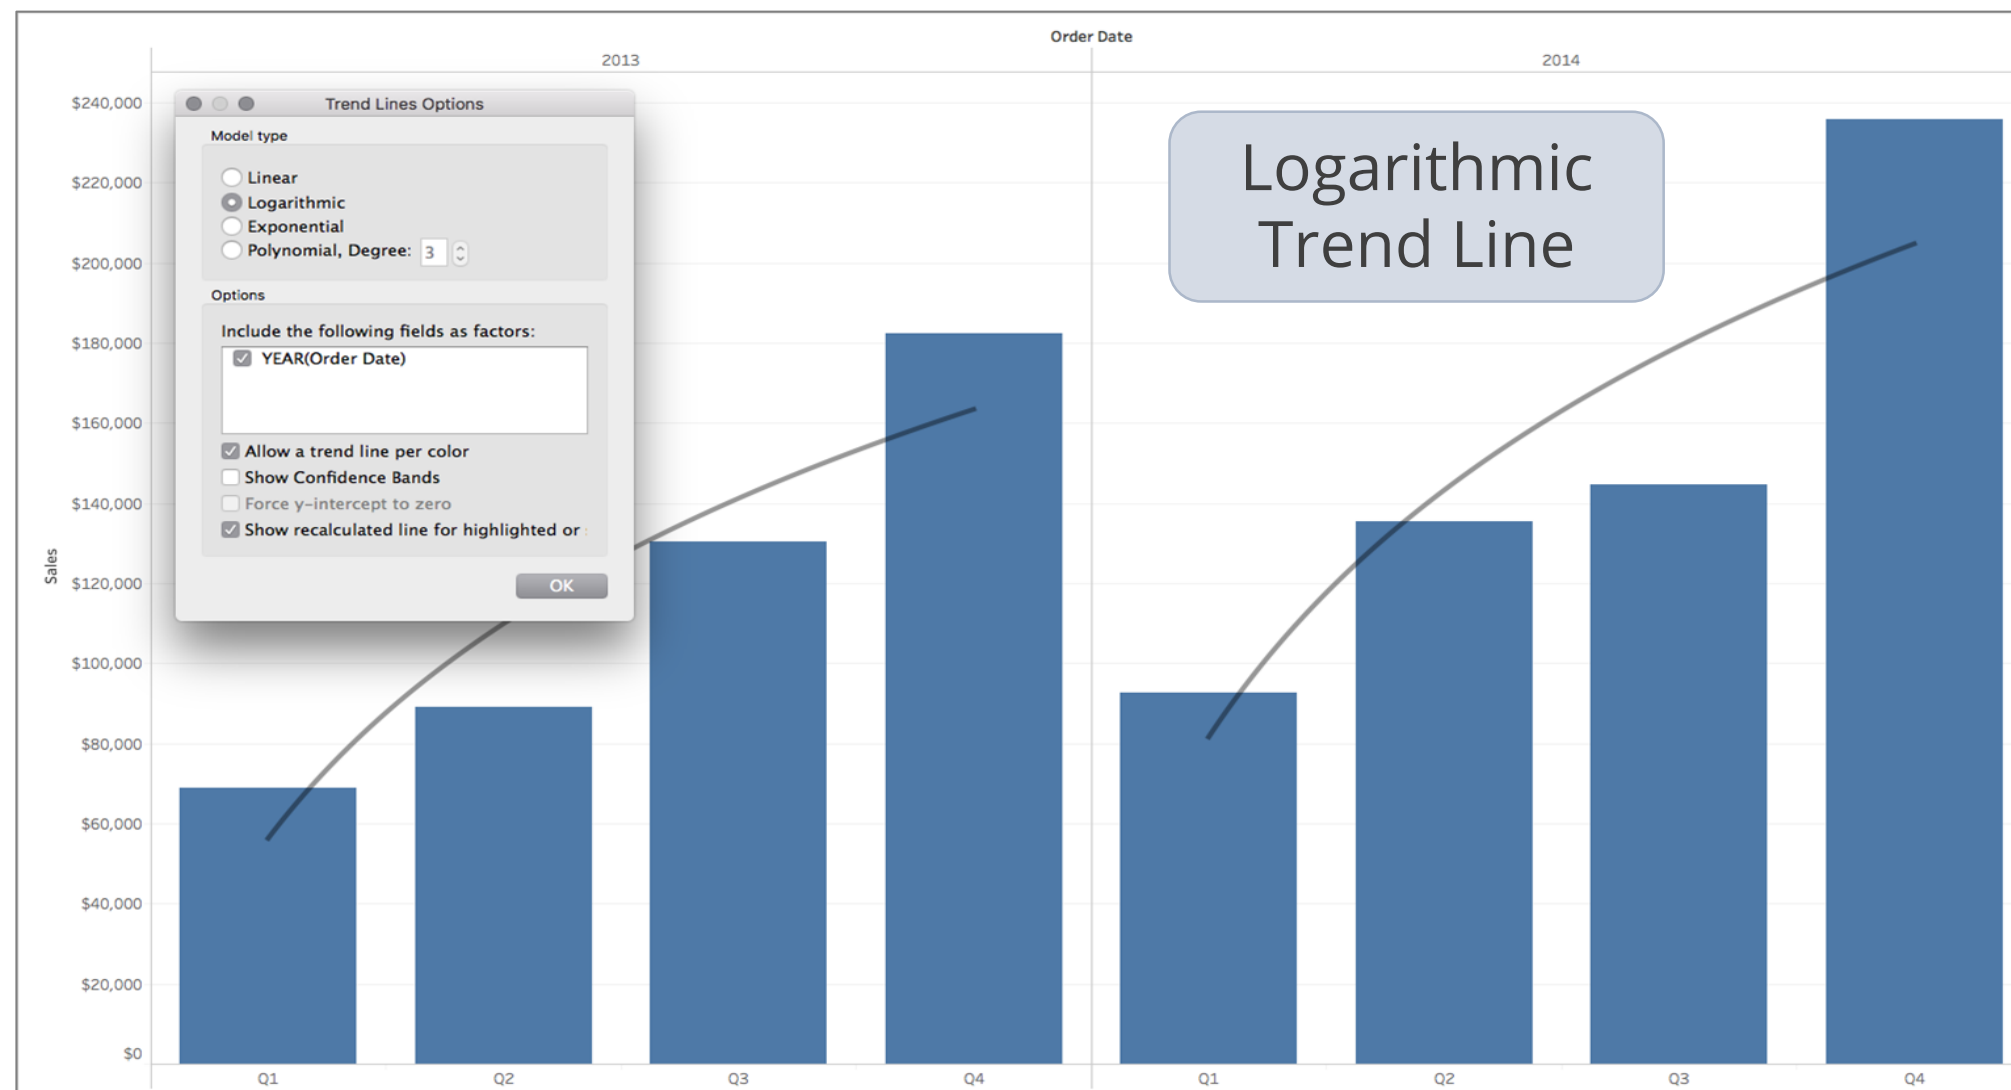 Order Date
2013
2014
$240,000
$220,000
$200,000
$180,000
$160,000
$140,000
$120,000
$100,000
$80,000
$60,000
$40,000
$20,000
$0
Sales
Trend Lines Options
Model type
Linear
Logarithmic
Exponential
Polynomial, Degree: 3
Options
Include the following fields as factors:
YEAR(Order Date)
Allow a trend line per color
Show Confidence Bands
Force y-intercept to zero
Show recalculated line for highlighted or
OK
Logarithmic
Trend Line
Q1 Q2 Q3 Q4 Q1 Q2 Q3 Q4